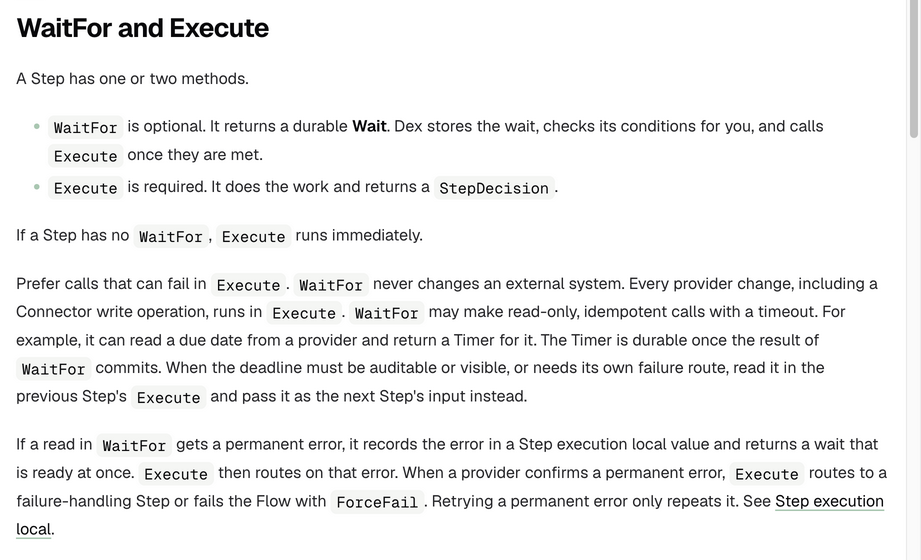 WaitFor and Execute
A Step has one or two methods.
WaitFor is optional. It returns a durable Wait. Dex stores the wait, checks its conditions for you, and calls
Execute once they are met.
Execute is required. It does the work and returns a StepDecision.
If a Step has no WaitFor, Execute runs immediately.
Prefer calls that can fail in Execute. WaitFor never changes an external system. Every provider change, including a
Connector write operation, runs in Execute. WaitFor may make read-only, idempotent calls with a timeout. For
example, it can read a due date from a provider and return a Timer for it. The Timer is durable once the result of
WaitFor commits. When the deadline must be auditable or visible, or needs its own failure route, read it in the
previous Step's Execute and pass it as the next Step's input instead.
If a read in WaitFor gets a permanent error, it records the error in a Step execution local value and returns a wait that
is ready at once. Execute then routes on that error. When a provider confirms a permanent error, Execute routes to a
failure-handling Step or fails the Flow with ForceFail. Retrying a permanent error only repeats it. See Step execution
local.